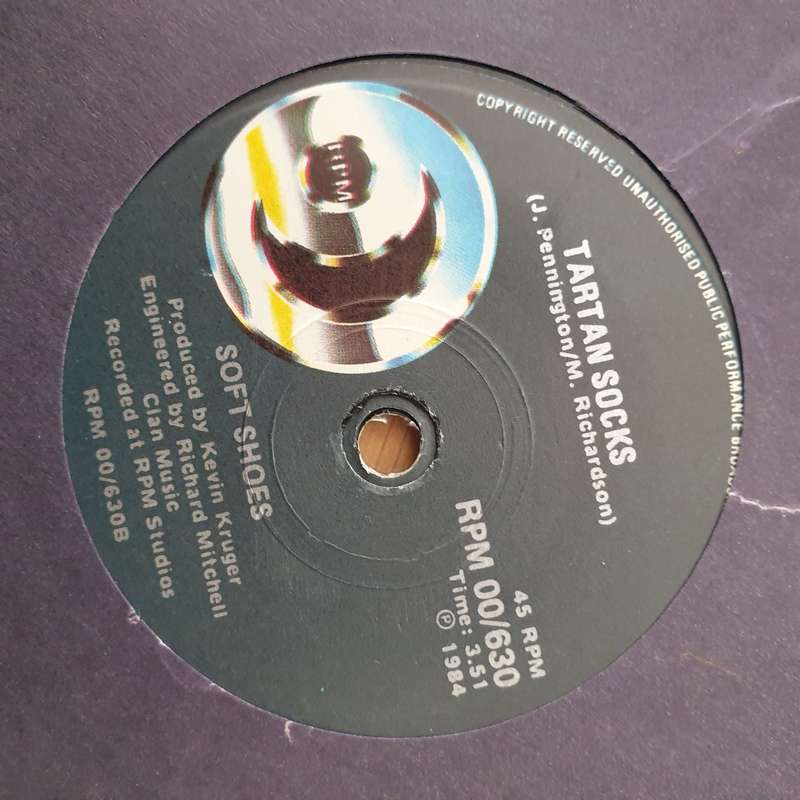 COPYRIGHT RESERVED UNAUTHORISED PUBLIC PERFORMANCE
TARTAN SOCKS
(J. Pennington/M. Richardson)
RPM
45 RPM
RPM 00/630
Time: 3.51
℗ 1984
SOFT SHOES
Produced by Kevin Kruger
Engineered by Richard Mitchell
Clan Music
Recorded at RPM Studios
RPM 00/630B